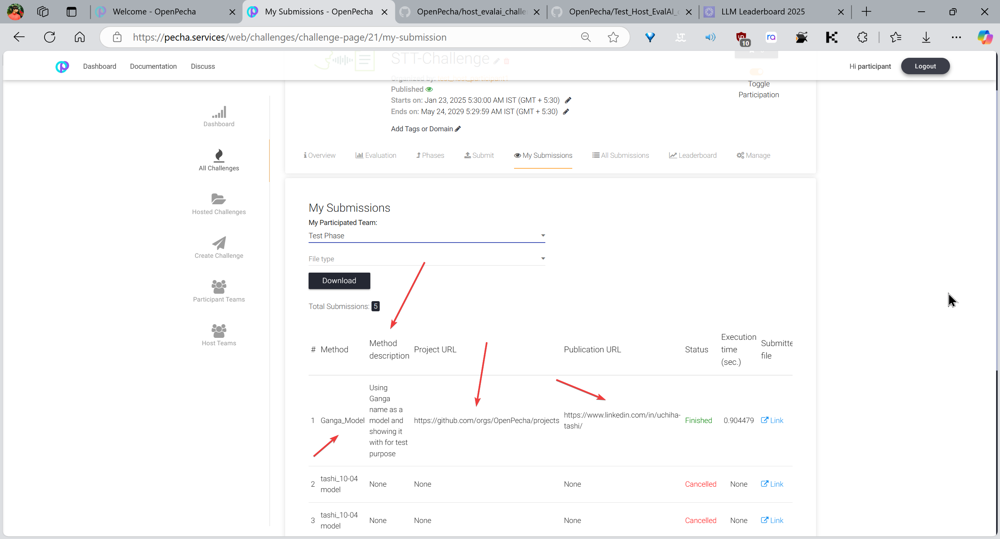 Welcome - OpenPecha
My Submissions - OpenPecha
OpenPecha/host_evalai_challe
OpenPecha/Test_Host_EvalAI_c
LLM Leaderboard 2025
https://pecha.services/web/challenges/challenge-page/21/my-submission
10
ra
Dashboard
Documentation
Discuss
Hi participant
Logout
STT-Challenge
Organized by: test_host_participant1
Published
Starts on: Jan 23, 2025 5:30:00 AM IST (GMT + 5:30)
Ends on: May 24, 2029 5:29:59 AM IST (GMT + 5:30)
Add Tags or Domain
Toggle
Participation
Dashboard
All Challenges
Hosted Challenges
Create Challenge
Participant Teams
Host Teams
Overview
Evaluation
Phases
Submit
My Submissions
All Submissions
Leaderboard
Manage
My Submissions
My Participated Team:
Test Phase
File type
Download
Total Submissions: 5
#
Method
Method
description
Project URL
Publication URL
Status
Execution
time
(sec.)
Submitte
file
1
Ganga_Model
Using
Ganga
name as a
model and
showing it
with for test
purpose
https://github.com/orgs/OpenPecha/projects
https://www.linkedin.com/in/uchiha-
tashi/
Finished
0.904479
Link
2
tashi_10-04
model
None
None
None
Cancelled
None
Link
3
tashi_10-04
model
None
None
None
Cancelled
None
Link